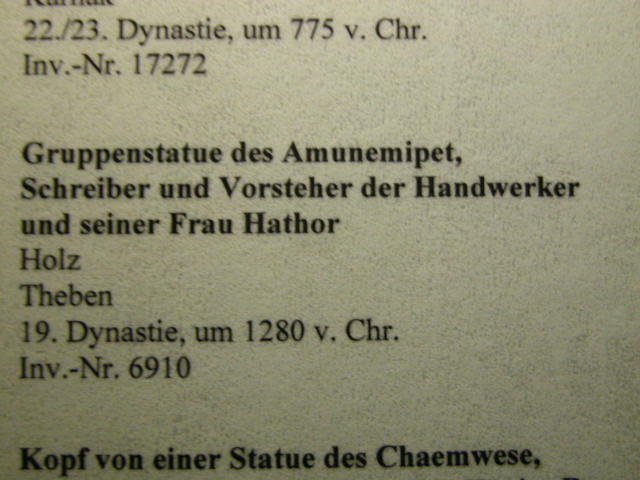 Karnak
22./23. Dynastie, um 775 v. Chr.
Inv.-Nr. 17272
Gruppenstatue des Amunemipet,
Schreiber und Vorsteher der Handwerker
und seiner Frau Hathor
Holz
Theben
19. Dynastie, um 1280 v. Chr.
Inv.-Nr. 6910
Kopf von einer Statue des Chaemwese,